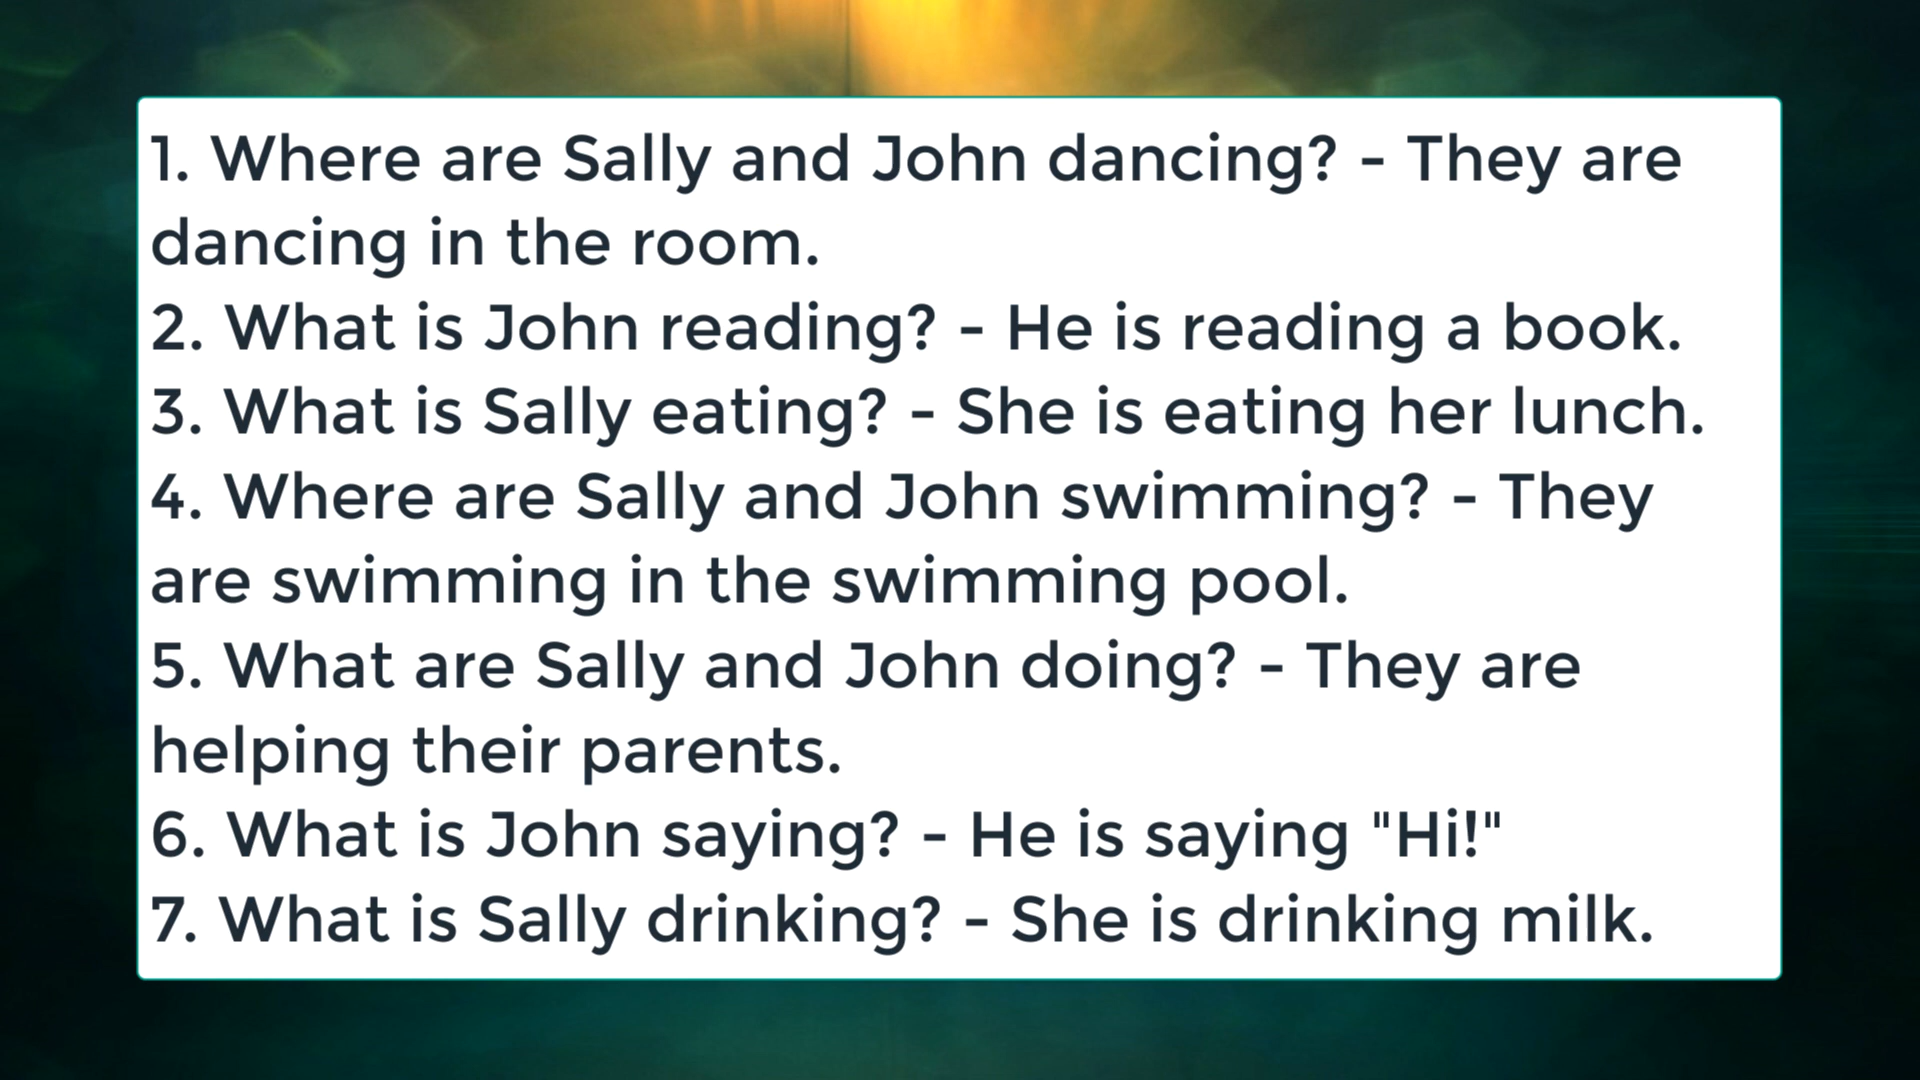 1. Where are Sally and John dancing? - They are
dancing in the room.
2. What is John reading? - He is reading a book.
3. What is Sally eating? - She is eating her lunch.
4. Where are Sally and John swimming? - They
are swimming in the swimming pool.
5. What are Sally and John doing? - They are
helping their parents.
6. What is John saying? - He is saying "Hi!"
7. What is Sally drinking? - She is drinking milk.